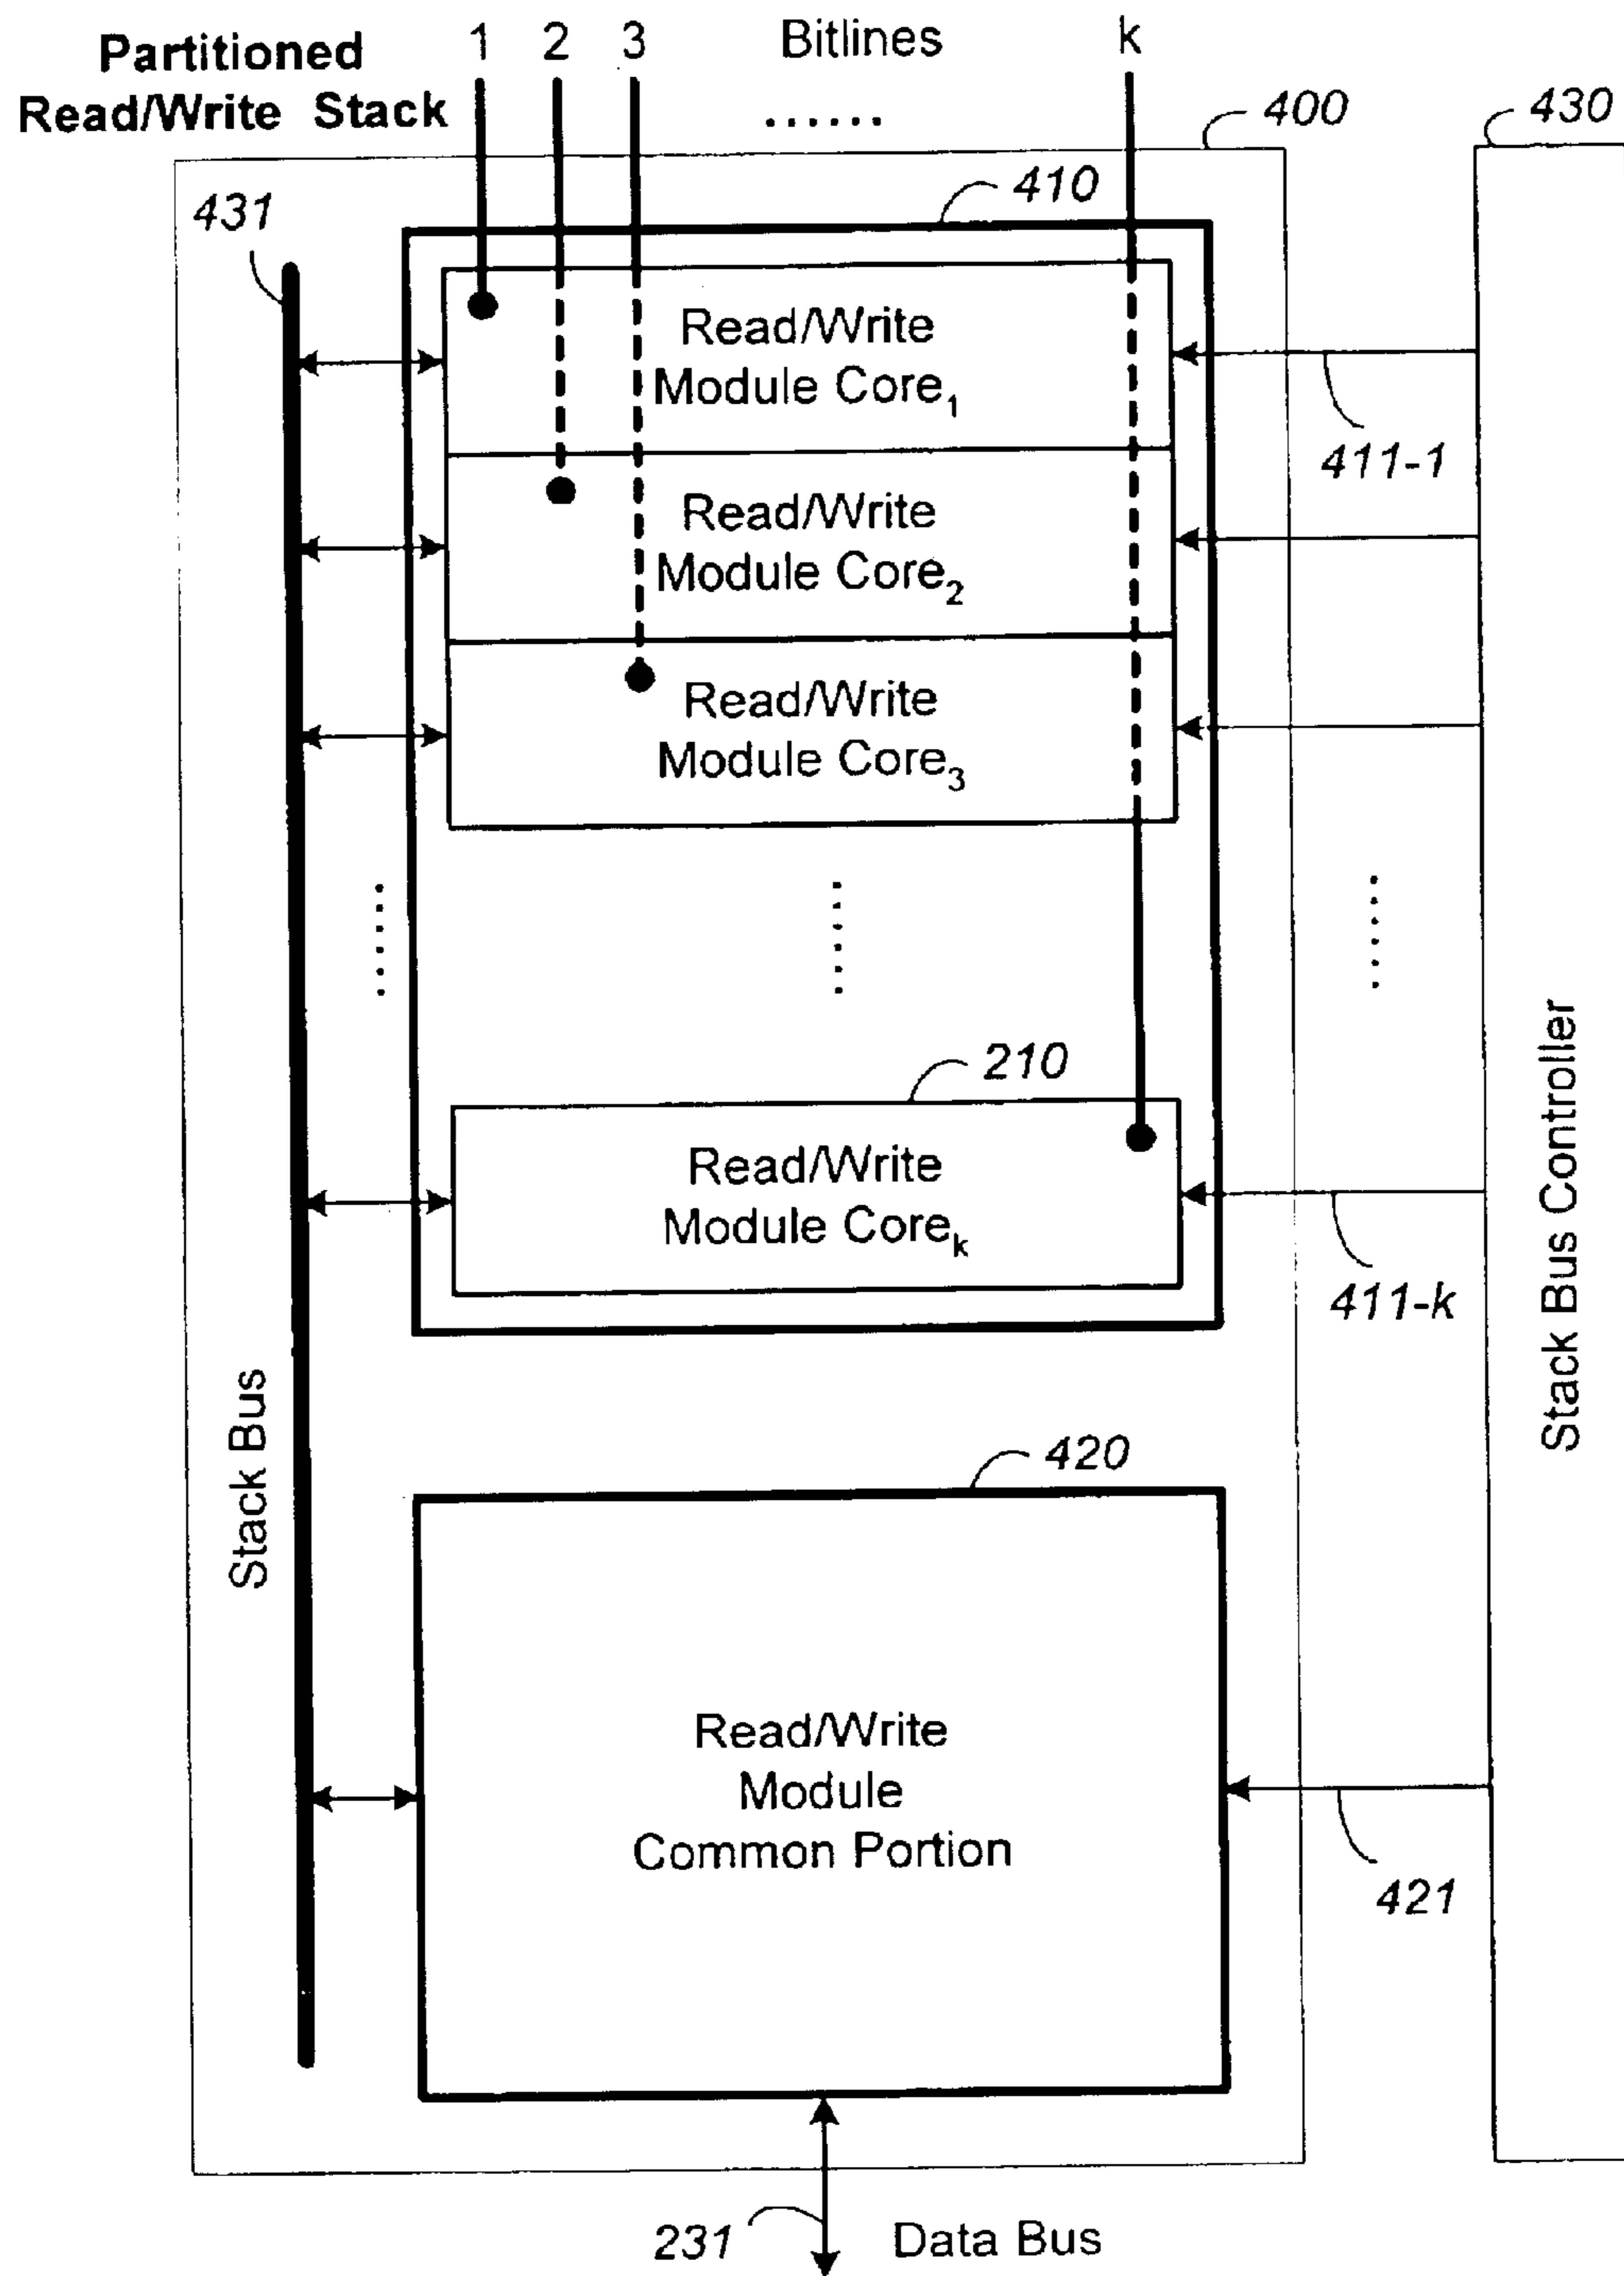 Partitioned
Read/Write Stack
1 2 3 Bitlines k
......
400
430
410
431
Read/Write
Module Core1
411-1
Read/Write
Module Core2
Read/Write
Module Core3
......
......
......
210
Read/Write
Module Corek
411-k
Stack Bus Controller
Stack Bus
420
Read/Write
Module
Common Portion
421
231
Data Bus